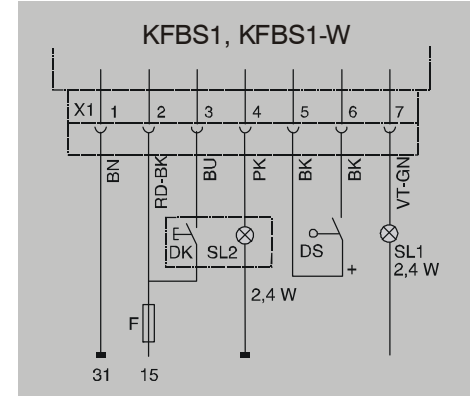 KFBS1, KFBS1-W
X1 1 2 3 4 5 6 7
BN RD-BK BU PK BK BK VT-GN
DK SL2 DS SL1
2,4 W
+
2,4 W
F
31 15